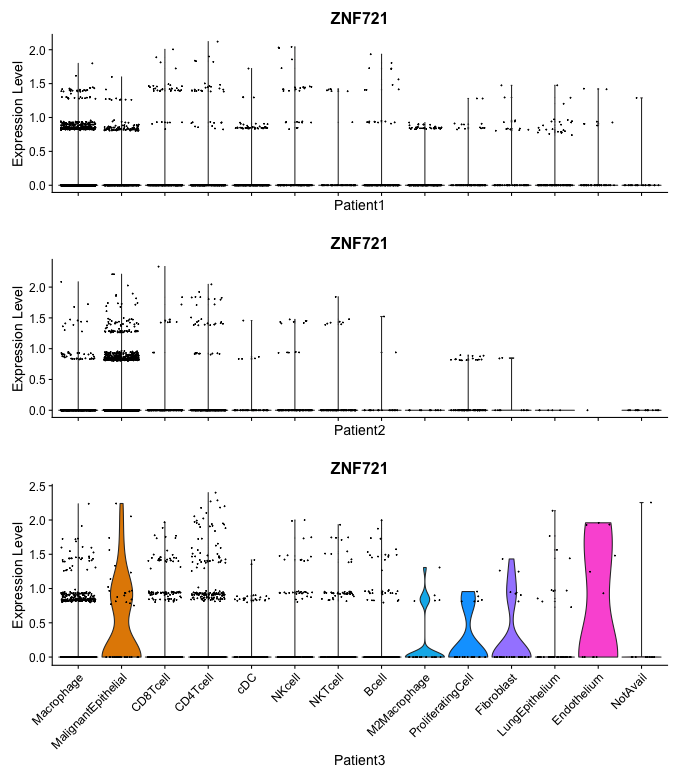 ZNF721
Expression Level
2.0
1.5
1.0
0.5
0.0
Patient1
ZNF721
Expression Level
2.0
1.5
1.0
0.5
0.0
Patient2
ZNF721
Expression Level
2.5
2.0
1.5
1.0
0.5
0.0
Macrophage
MalignantEpithelial
CD8Tcell
CD4Tcell
cDC
NKcell
NKTcell
Bcell
M2Macrophage
ProliferatingCell
Fibroblast
LungEpithelium
Endothelium
NotAvail
Patient3